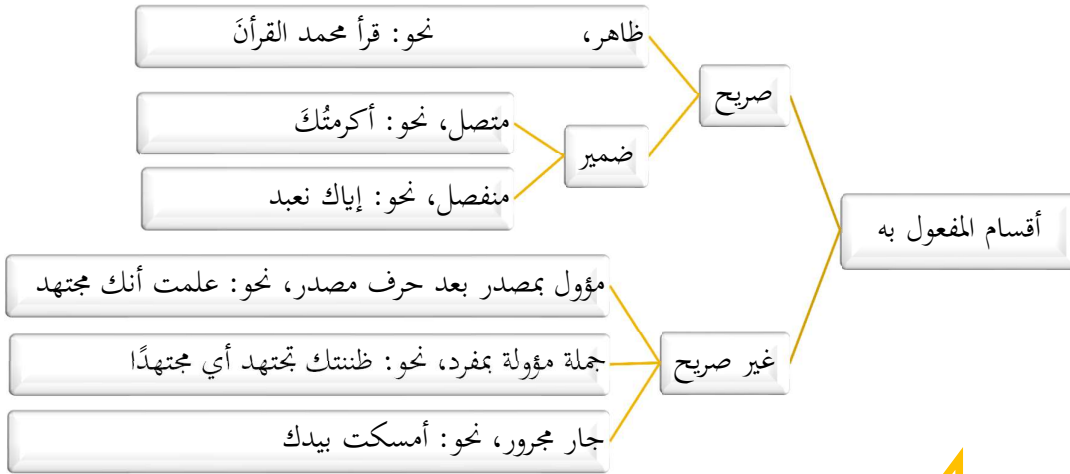 أقسام المفعول به
صريح
ظاهر، نحو: قرأ محمد القرأنَ
ضمير
متصل، نحو: أكرمتُكَ
منفصل، نحو: إياك نعبد
غير صريح
مؤول بمصدر بعد حرف مصدر، نحو: علمت أنك مجتهد
جملة مؤولة بمفرد، نحو: ظننتك تجتهد أي مجتهدًا
جار مجرور، نحو: أمسكت بيدك